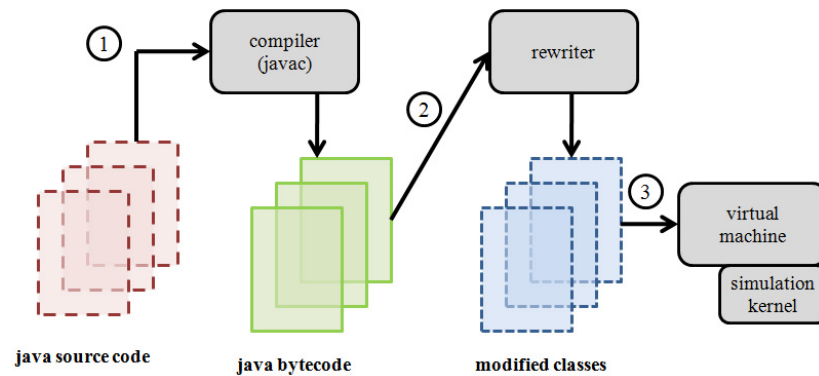 1
compiler
(javac)
rewriter
2
3
virtual
machine
simulation
kernel
java source code
java bytecode
modified classes